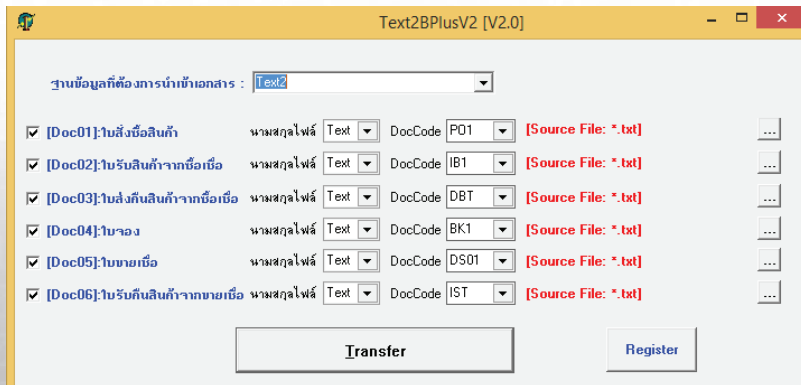 Text2BPlusV2 [V2.0]
ฐานข้อมูลที่ต้องการนำเข้าเอกสาร : Text2
[Doc01]:ใบสั่งซื้อสินค้า นามสกุลไฟล์ Text DocCode PO1 [Source File: *.txt] ...
[Doc02]:ใบรับสินค้าจากซื้อเชื่อ นามสกุลไฟล์ Text DocCode IB1 [Source File: *.txt] ...
[Doc03]:ใบส่งคืนสินค้าจากซื้อเชื่อ นามสกุลไฟล์ Text DocCode DBT [Source File: *.txt] ...
[Doc04]:ใบจอง นามสกุลไฟล์ Text DocCode BK1 [Source File: *.txt] ...
[Doc05]:ใบขายเชื่อ นามสกุลไฟล์ Text DocCode DS01 [Source File: *.txt] ...
[Doc06]:ใบรับคืนสินค้าจากขายเชื่อ นามสกุลไฟล์ Text DocCode IST [Source File: *.txt] ...
Transfer Register